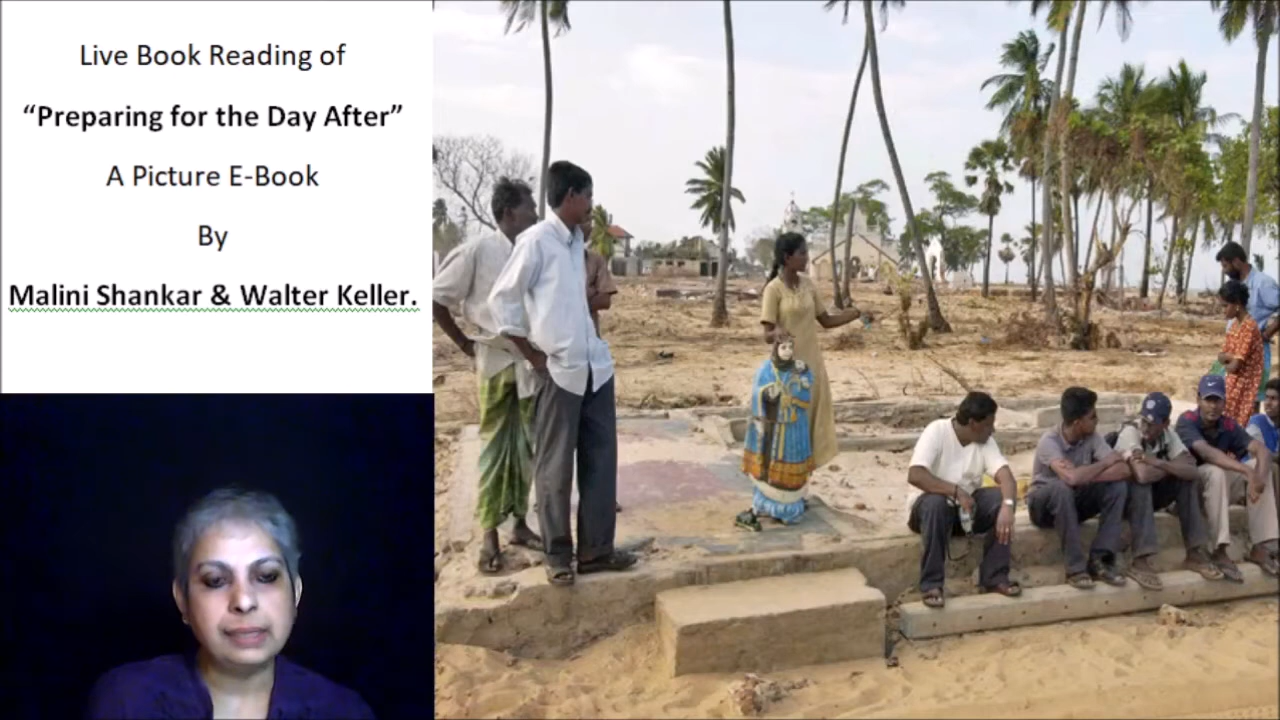 Live Book Reading of
“Preparing for the Day After”
A Picture E-Book
By
Malini Shankar & Walter Keller.